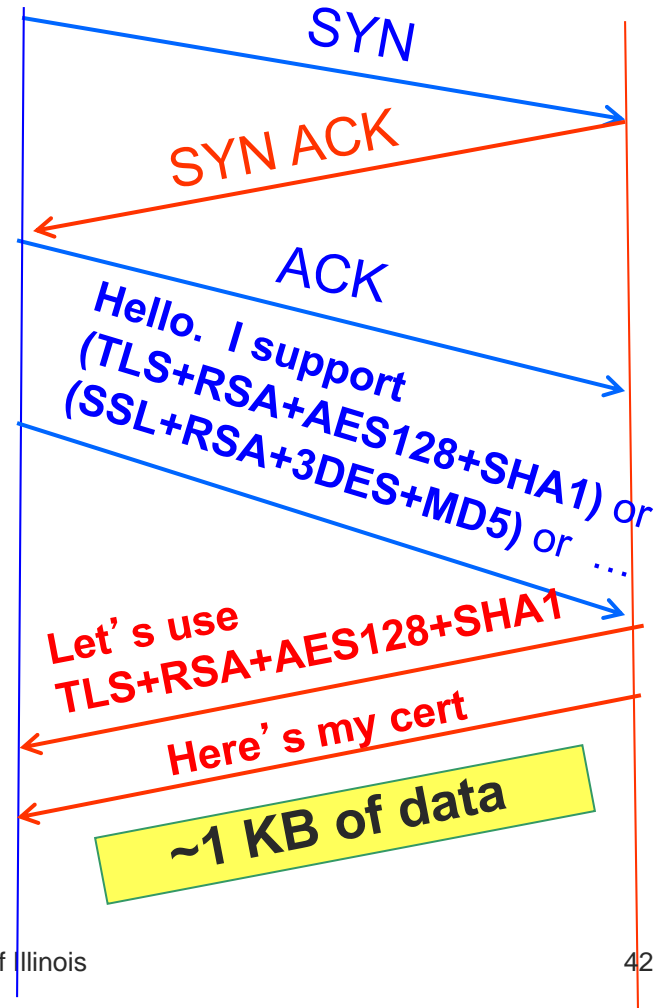 SYN
SYN ACK
ACK
Hello. I support
(TLS+RSA+AES128+SHA1) or
(SSL+RSA+3DES+MD5) or …
Let’ s use
TLS+RSA+AES128+SHA1
Here’ s my cert
~1 KB of data
f Illinois
42